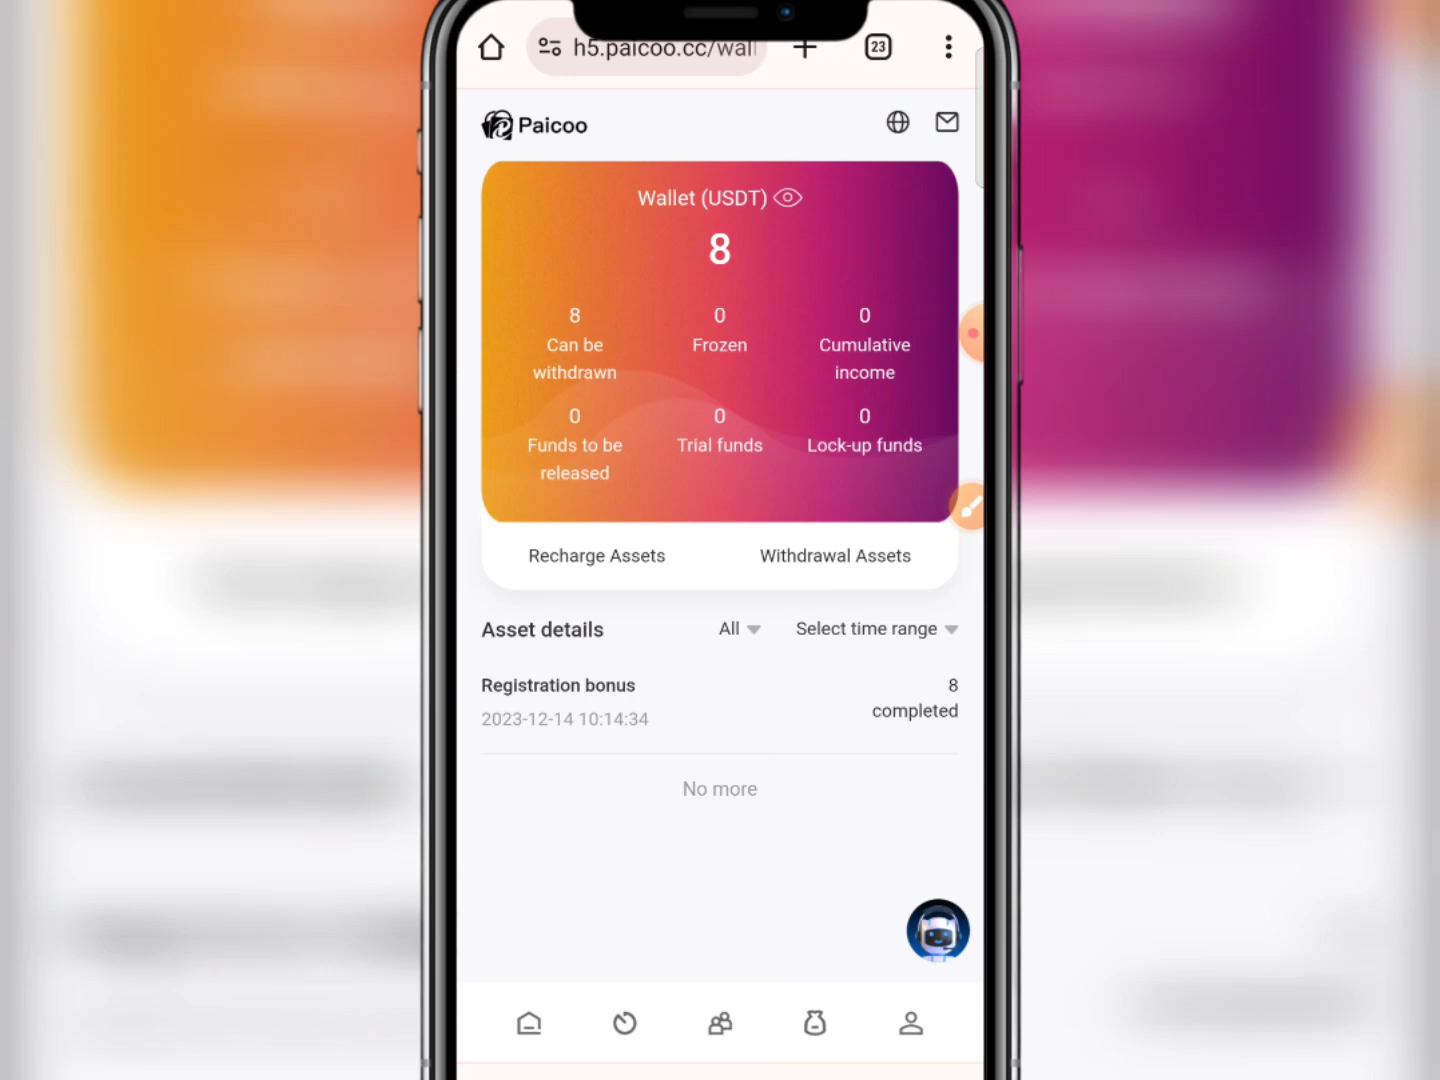 h5.paicoo.cc/wal
23
Paicoo
Wallet (USDT)
8
8 0 0
Can be withdrawn Frozen Cumulative income
0 0 0
Funds to be released Trial funds Lock-up funds
Recharge Assets Withdrawal Assets
Asset details All Select time range
Registration bonus 8
2023-12-14 10:14:34 completed
No more